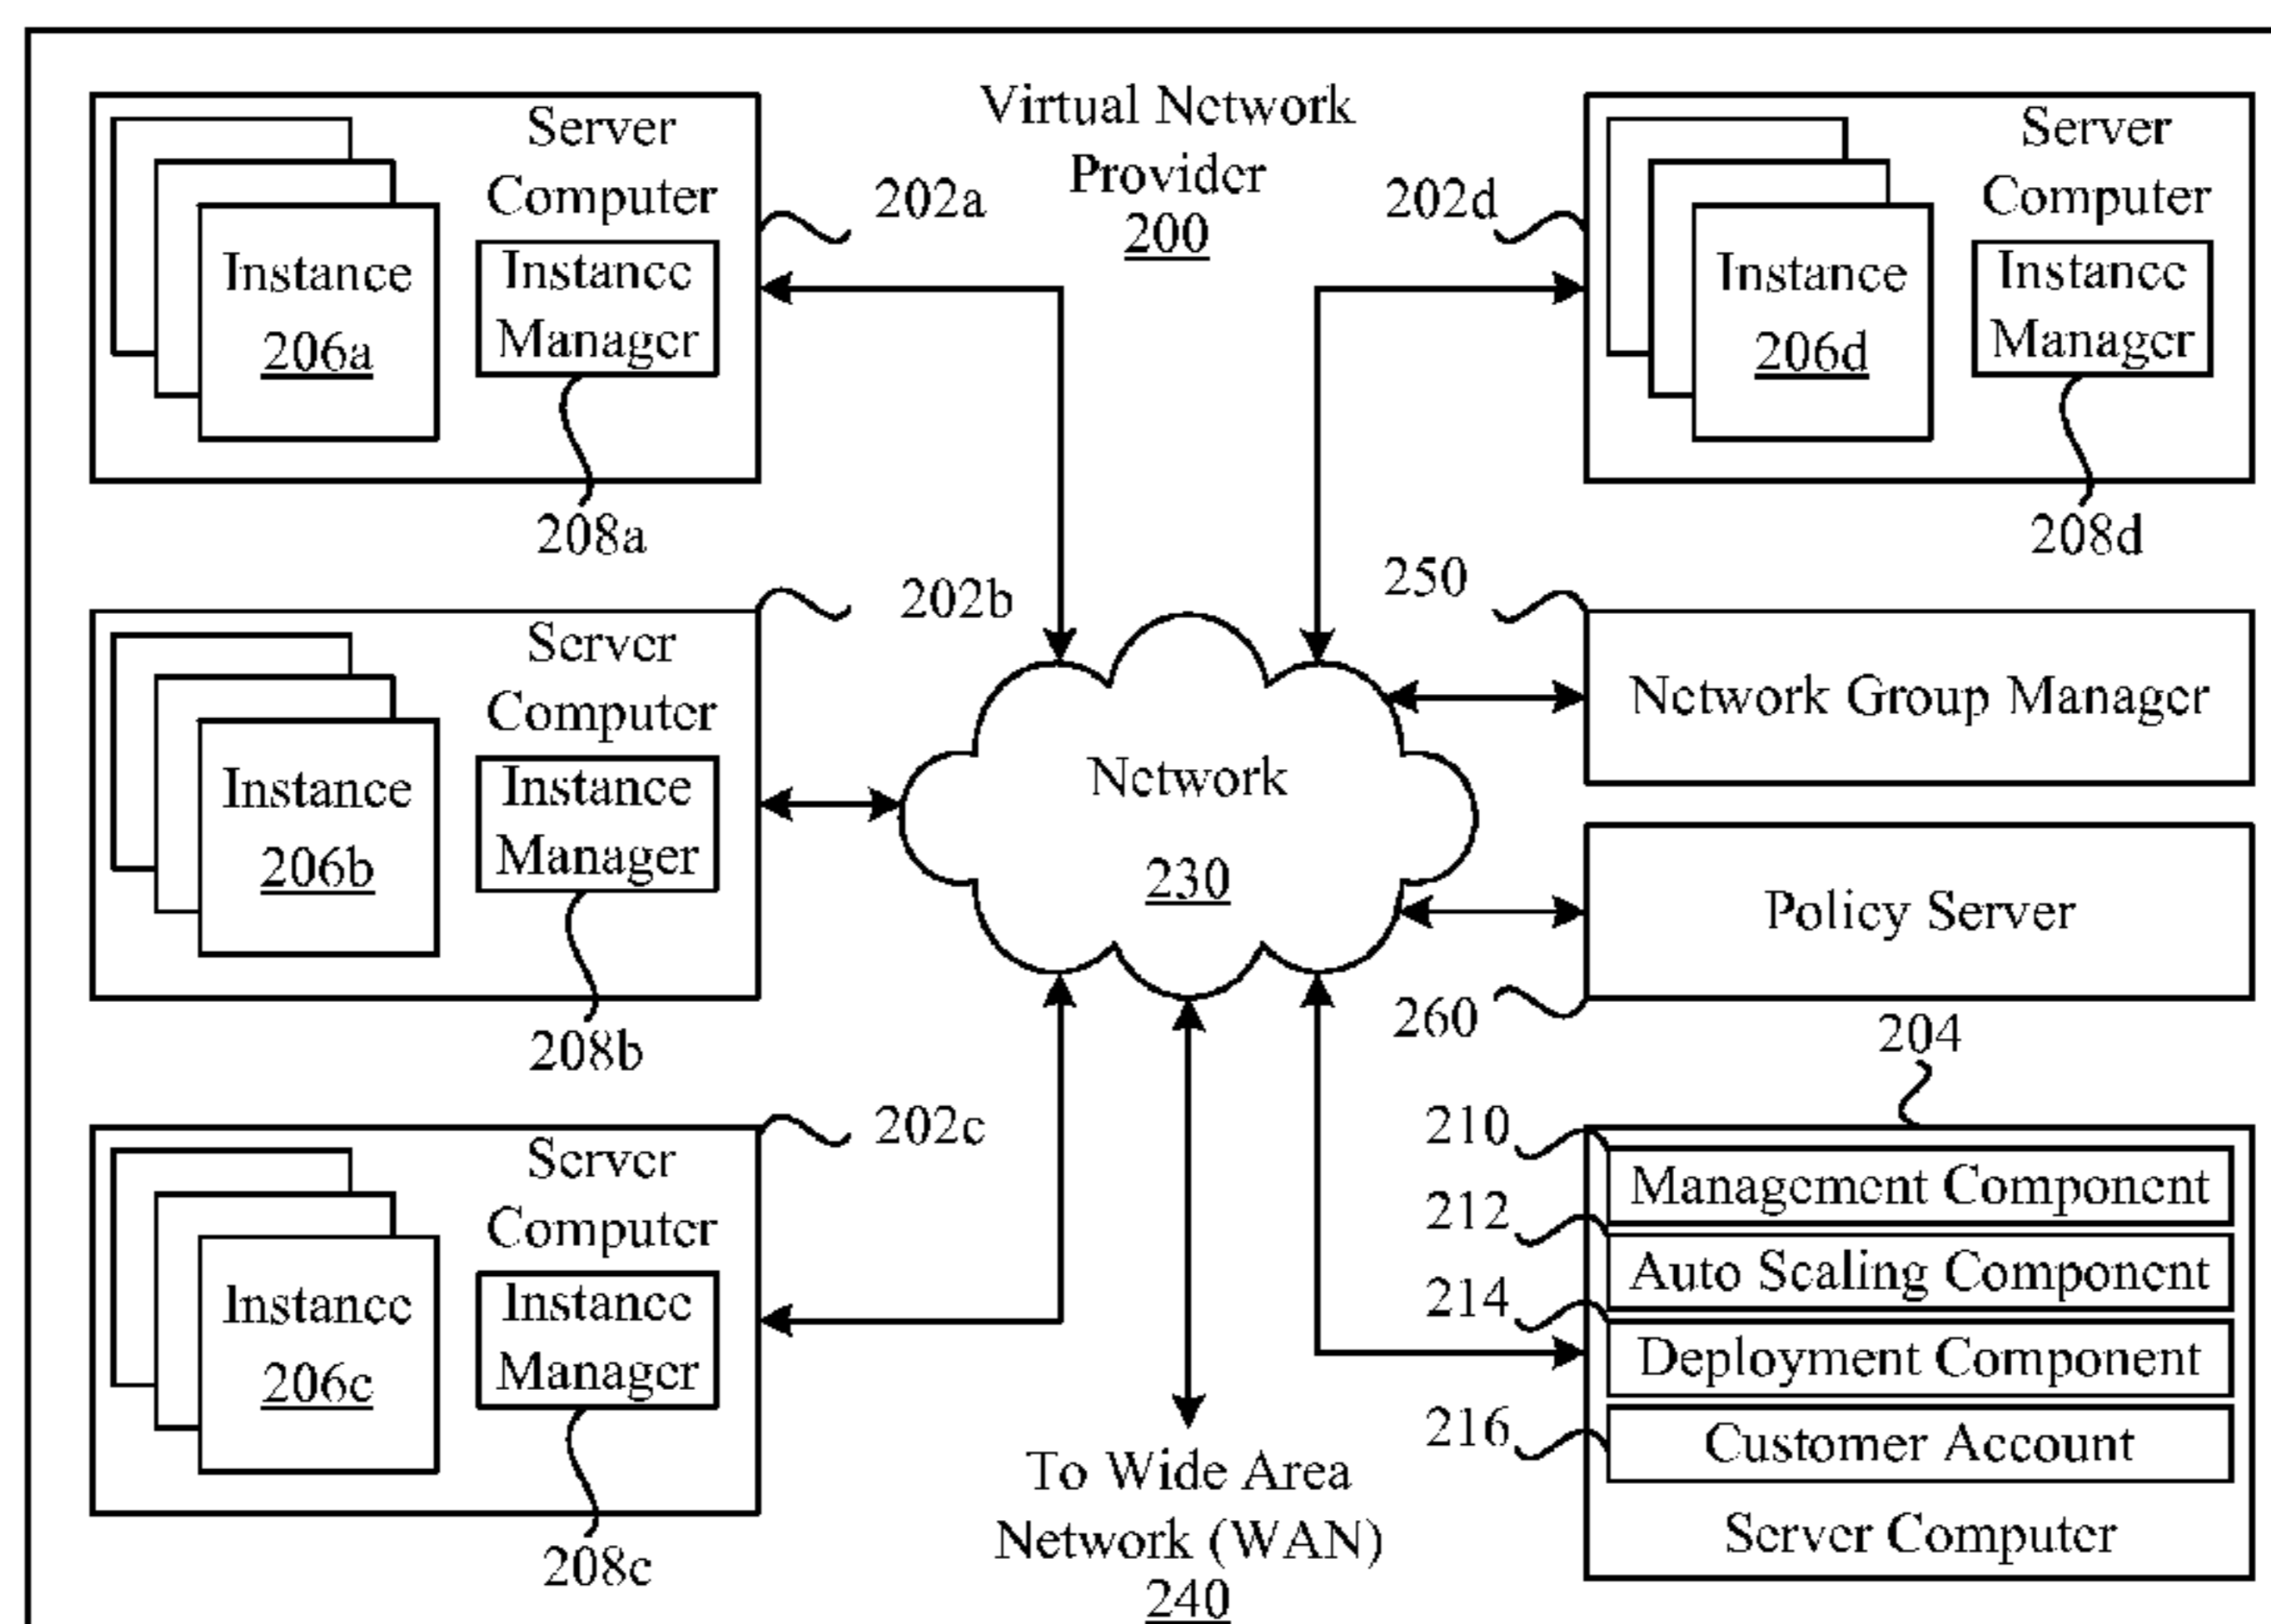 Virtual Network
Provider
200
Server
Computer
202a
Instance
206a
Instance
Manager
208a
202d
Server
Computer
Instance
206d
Instance
Manager
208d
202b
Server
Computer
Instance
206b
Instance
Manager
208b
Network
230
250
Network Group Manager
Policy Server
260
202c
Server
Computer
Instance
206c
Instance
Manager
208c
To Wide Area
Network (WAN)
240
204
210
Management Component
212
Auto Scaling Component
214
Deployment Component
216
Customer Account
Server Computer